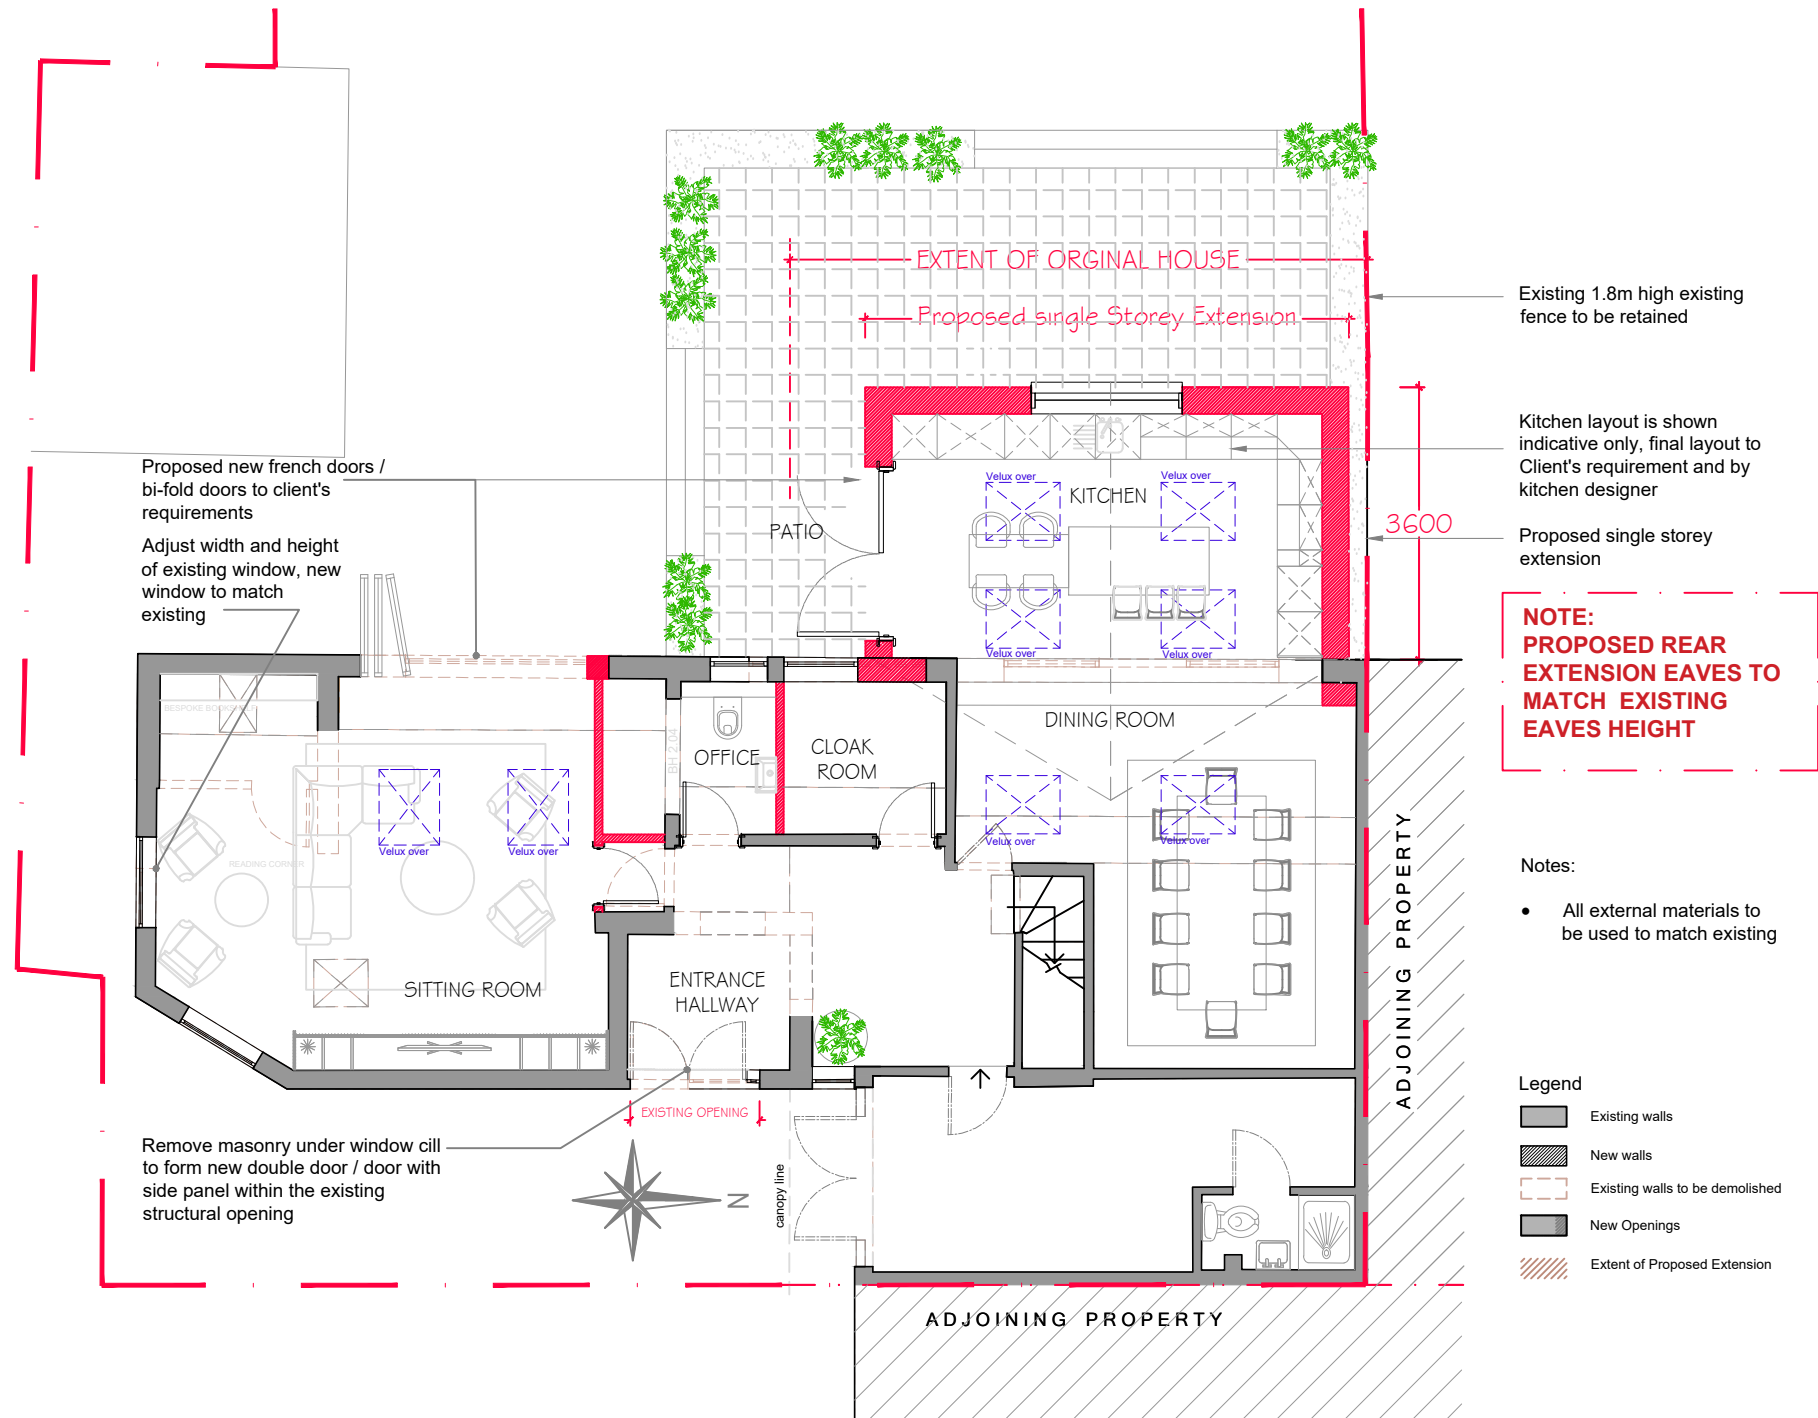 EXTENT OF ORGINAL HOUSE
Proposed single Storey Extension
Existing 1.8m high existing
fence to be retained
Kitchen layout is shown
indicative only, final layout to
Client's requirement and by
kitchen designer
Proposed single storey
extension
3600
NOTE:
PROPOSED REAR
EXTENSION EAVES TO
MATCH EXISTING
EAVES HEIGHT
Proposed new french doors /
bi-fold doors to client's
requirements
Adjust width and height
of existing window, new
window to match
existing
Velux over
Velux over
KITCHEN
PATIO
Velux over
Velux over
BESPOKE BOOKSHELF
DINING ROOM
OFFICE
CLOAK
ROOM
BH 2.04
Velux over
Velux over
Velux over
Velux over
READING CORNER
SITTING ROOM
ENTRANCE
HALLWAY
EXISTING OPENING
Remove masonry under window cill
to form new double door / door with
side panel within the existing
structural opening
N
canopy line
ADJOINING PROPERTY
ADJOINING PROPERTY
Notes:
• All external materials to
be used to match existing
Legend
Existing walls
New walls
Existing walls to be demolished
New Openings
Extent of Proposed Extension